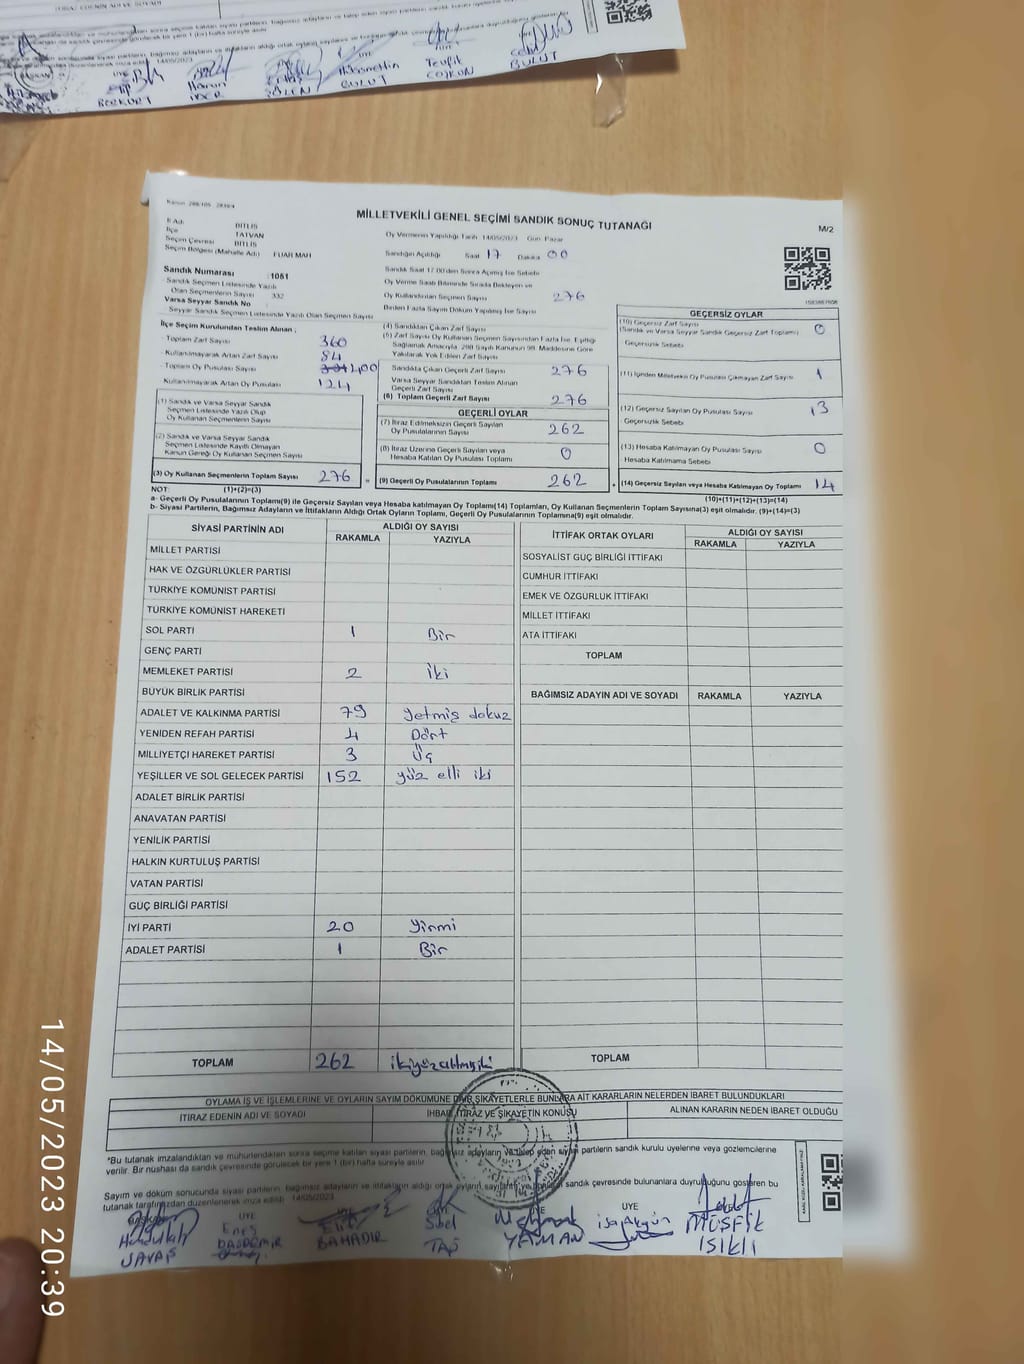 İTİRAZ EDENİN ADI VE SOYADI
BAŞKAN
ÜYE
BOZKURT
Harun
Hüsamettin
BULUT
Tevfik
COŞKUN
BULUT
MİLLETVEKİLİ GENEL SEÇİMİ SANDIK SONUÇ TUTANAĞI
M/2
İl Adı BİTLİS
İlçe TATVAN
Seçim Çevresi BİTLİS
Seçim Bölgesi (Mahalle Adı) FUAR MAH
Oy Vermenin Yapıldığı Tarih 14/05/2023 Gün Pazar
Sandığın Açıldığı Saat 17 Dakika 00
Sandık Numarası : 1051
Sandık Seçmen Listesinde Yazılı
Olan Seçmenlerin Sayısı 332
Varsa Seyyar Sandık No
Seyyar Sandık Listesinde Yazılı Olan Seçmen Sayısı
Sandık Saat 17:00'den Sonra Açılmış İse Sebebi
Oy Verme Saati Bitiminde Sırada Bekleyen ve
Oy Kullandırılan Seçmen Sayısı 276
Birden Fazla Sayım Döküm Yapılmış İse Sayısı
İlçe Seçim Kurulundan Teslim Alınan ;
- Toplam Zarf Sayısı 360
- Kullanılmayarak Artan Zarf Sayısı 84
- Toplam Oy Pusulası Sayısı 400
Kullanılmayarak Artan Oy Pusulası 124
(1) Sandık ve Varsa Seyyar Sandık
Seçmen Listesinde Yazılı Olup
Oy Kullanan Seçmenlerin Sayısı
(2) Sandık ve Varsa Seyyar Sandık
Seçmen Listesinde Kayıtlı Olmayan
Kanun Gereği Oy Kullanan Seçmenlerin Sayısı
(3) Oy Kullanan Seçmenlerin Toplam Sayısı 276
(4) Sandıktan Çıkan Zarf Sayısı
(5) Zarf Sayısı Oy Kullanan Seçmen Sayısından Fazla İse Eşitliği
Sağlamak Amacıyla 298 Sayılı Kanunun 98. Maddesine Göre
Yakılarak Yok Edilen Zarf Sayısı
Sandıkta Çıkan Geçerli Zarf Sayısı 276
Varsa Seyyar Sandıktan Teslim Alınan
Geçerli Zarf Sayısı
(6) Toplam Geçerli Zarf Sayısı 276
GEÇERLİ OYLAR
(7) İtiraz Edilmeksizin Geçerli Sayılan
Oy Pusulalarının Sayısı 262
(8) İtiraz Üzerine Geçerli Sayılan veya
Hesaba Katılan Oy Pusulası Toplamı 0
(9) Geçerli Oy Pusulalarının Toplamı 262
GEÇERSİZ OYLAR
(10) Geçersiz Zarf Sayısı 0
(Sandık ve Varsa Seyyar Sandık Geçersiz Zarf Toplamı)
Geçersizlik Sebebi
(11) İçinden Milletvekili Oy Pusulası Çıkmayan Zarf Sayısı 1
(12) Geçersiz Sayılan Oy Pusulası Sayısı 13
Geçersizlik Sebebi
(13) Hesaba Katılmayan Oy Pusulası Sayısı 0
Hesaba Katılmama Sebebi
(14) Geçersiz Sayılan veya Hesaba Katılmayan Oy Toplamı 14
NOT: (1)+(2)=(3)
(10)+(11)+(12)+(13)=(14)
a- Geçerli Oy Pusulalarının Toplamı(9) ile Geçersiz Sayılan veya Hesaba katılmayan Oy Toplamı(14) Toplamları, Oy Kullanan Seçmenlerin Toplam Sayısına(3) eşit olmalıdır. (9)+(14)=(3)
b- Siyasi Partilerin, Bağımsız Adayların ve İttifakların Aldığı Ortak Oyların Toplamı, Geçerli Oy Pusulalarının Toplamına(9) eşit olmalıdır.
SİYASİ PARTİNİN ADI
ALDIĞI OY SAYISI
RAKAMLA YAZIYLA
MİLLET PARTİSİ
HAK VE ÖZGÜRLÜKLER PARTİSİ
TÜRKİYE KOMÜNİST PARTİSİ
TÜRKİYE KOMÜNİST HAREKETİ
SOL PARTİ 1 Bir
GENÇ PARTİ
MEMLEKET PARTİSİ 2 iki
BÜYÜK BİRLİK PARTİSİ
ADALET VE KALKINMA PARTİSİ 79 Yetmiş dokuz
YENİDEN REFAH PARTİSİ 4 Dört
MİLLİYETÇİ HAREKET PARTİSİ 3 Üç
YEŞİLLER VE SOL GELECEK PARTİSİ 152 yüz elli iki
ADALET BİRLİK PARTİSİ
ANAVATAN PARTİSİ
YENİLİK PARTİSİ
HALKIN KURTULUŞ PARTİSİ
VATAN PARTİSİ
GÜÇ BİRLİĞİ PARTİSİ
İYİ PARTİ 20 Yirmi
ADALET PARTİSİ 1 Bir
TOPLAM 262 ikiyüzaltmışiki
İTTİFAK ORTAK OYLARI
ALDIĞI OY SAYISI
RAKAMLA YAZIYLA
SOSYALİST GÜÇ BİRLİĞİ İTTİFAKI
CUMHUR İTTİFAKI
EMEK VE ÖZGÜRLÜK İTTİFAKI
MİLLET İTTİFAKI
ATA İTTİFAKI
TOPLAM
BAĞIMSIZ ADAYIN ADI VE SOYADI RAKAMLA YAZIYLA
TOPLAM
OYLAMA İŞ VE İŞLEMLERİNE VE OYLARIN SAYIM DÖKÜMÜNE DAİR ŞİKAYETLERLE BUNLARA AİT KARARLARIN NELERDEN İBARET BULUNDUKLARI
İTİRAZ EDENİN ADI VE SOYADI
İHBAR, İTİRAZ VE ŞİKAYETİN KONUSU
ALINAN KARARIN NEDEN İBARET OLDUĞU
*Bu tutanak imzalandıktan ve mühürlendikten sonra seçime katılan siyasi partilerin, bağımsız adayların ve talep eden siyasi partilerin sandık kurulu üyelerine veya gözlemcilerine
verilir. Bir nüshası da sandık çevresinde görülecek bir yere 1 (bir) hafta süreyle asılır
Sayım ve döküm sonucunda siyasi partilerin, bağımsız adayların ve ittifakların aldığı ortak oyların sandık çevresinde bulunanlara duyrulduğunu gösteren bu
tutanak tarafımızdan düzenlenerek imza edildi. 14/05/2023
BAŞKAN
ÜYE
ÜYE
SAVAŞ
Enes
BAŞDEMİR
Elif
BAHADIR
Sibel
TAŞ
Mehmet
YAMAN
isa Akgün
MÜSFİK
IŞIKLI
14/05/2023 20:39